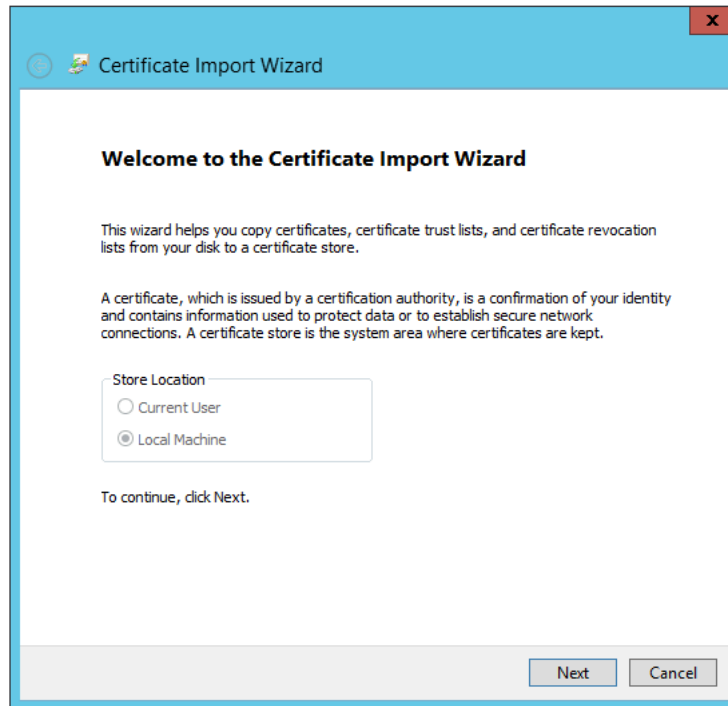 x
Certificate Import Wizard
Welcome to the Certificate Import Wizard
This wizard helps you copy certificates, certificate trust lists, and certificate revocation
lists from your disk to a certificate store.
A certificate, which is issued by a certification authority, is a confirmation of your identity
and contains information used to protect data or to establish secure network
connections. A certificate store is the system area where certificates are kept.
Store Location
Current User
Local Machine
To continue, click Next.
Next Cancel